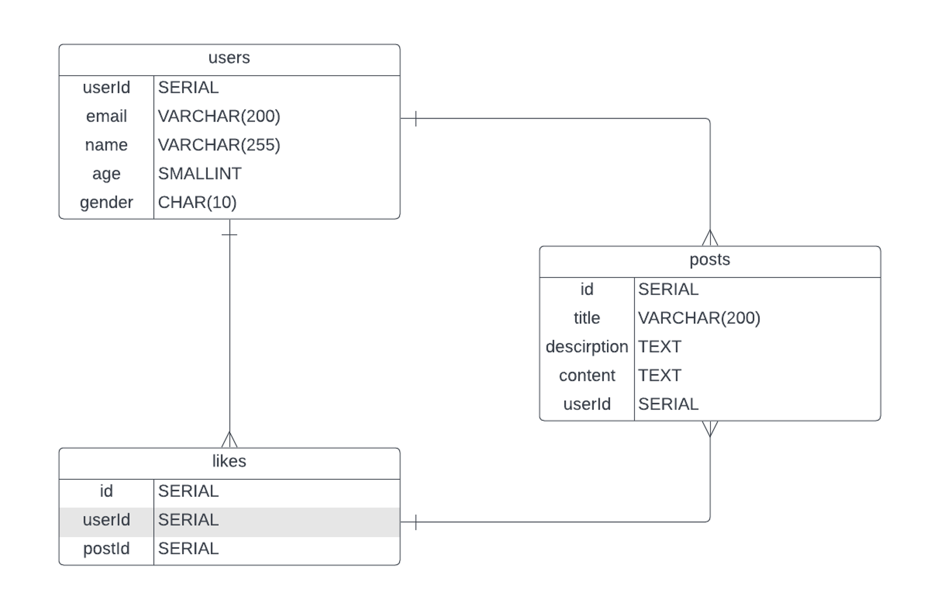 users
userId SERIAL
email VARCHAR(200)
name VARCHAR(255)
age SMALLINT
gender CHAR(10)
posts
id SERIAL
title VARCHAR(200)
descirption TEXT
content TEXT
userId SERIAL
likes
id SERIAL
userId SERIAL
postId SERIAL